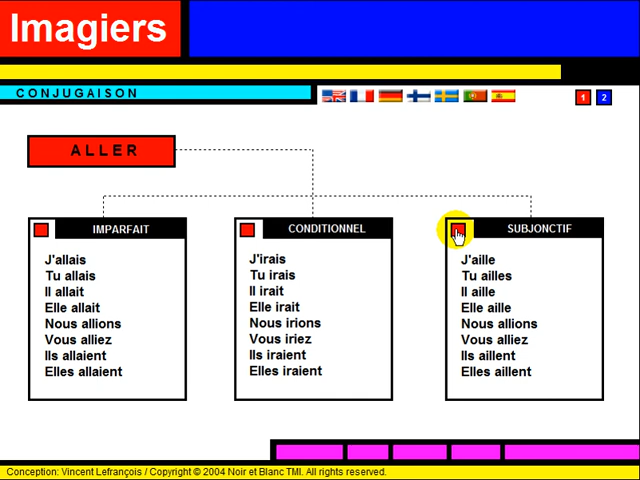 Imagiers
CONJUGAISON
1 2
ALLER
IMPARFAIT
J'allais
Tu allais
Il allait
Elle allait
Nous allions
Vous alliez
Ils allaient
Elles allaient
CONDITIONNEL
J'irais
Tu irais
Il irait
Elle irait
Nous irions
Vous iriez
Ils iraient
Elles iraient
SUBJONCTIF
J'aille
Tu ailles
Il aille
Elle aille
Nous allions
Vous alliez
Ils aillent
Elles aillent
Conception: Vincent Lefrançois / Copyright © 2004 Noir et Blanc TMI. All rights reserved.